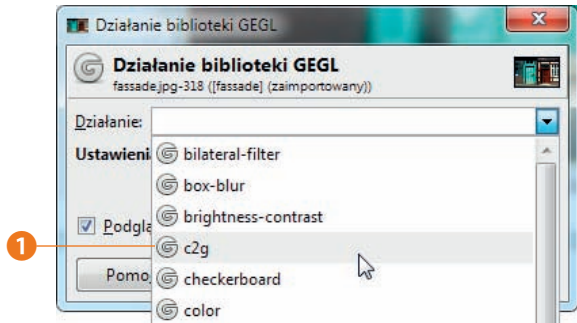 Działanie biblioteki GEGL
Działanie biblioteki GEGL
fassade.jpg-318 ([fassade] (zaimportowany))
Działanie:
Ustawieni
bilateral-filter
box-blur
brightness-contrast
Podglą
1
c2g
checkerboard
Pomo
color